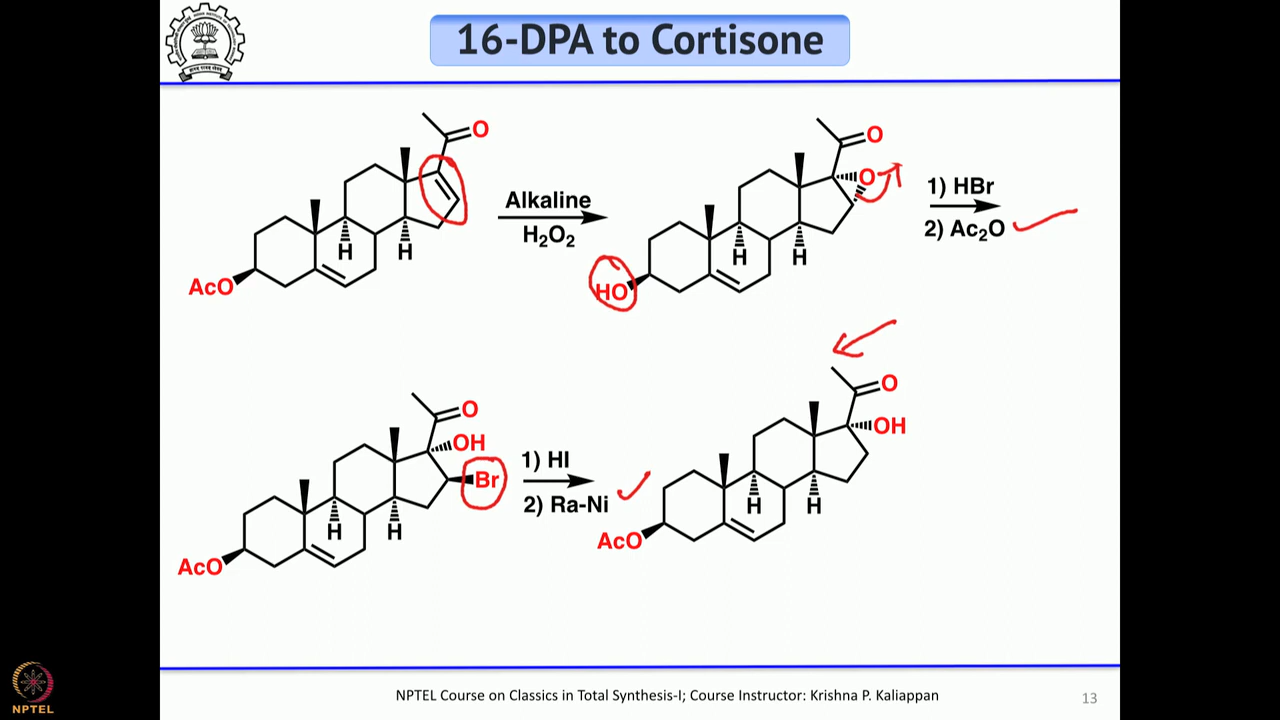 16-DPA to Cortisone
O
AcO
H
H
Alkaline
H₂O₂
O
O
HO
H
H
1) HBr
2) Ac₂O
O
OH
Br
AcO
H
H
1) HI
2) Ra-Ni
O
OH
AcO
H
H
NPTEL
NPTEL Course on Classics in Total Synthesis-I; Course Instructor: Krishna P. Kaliappan
13